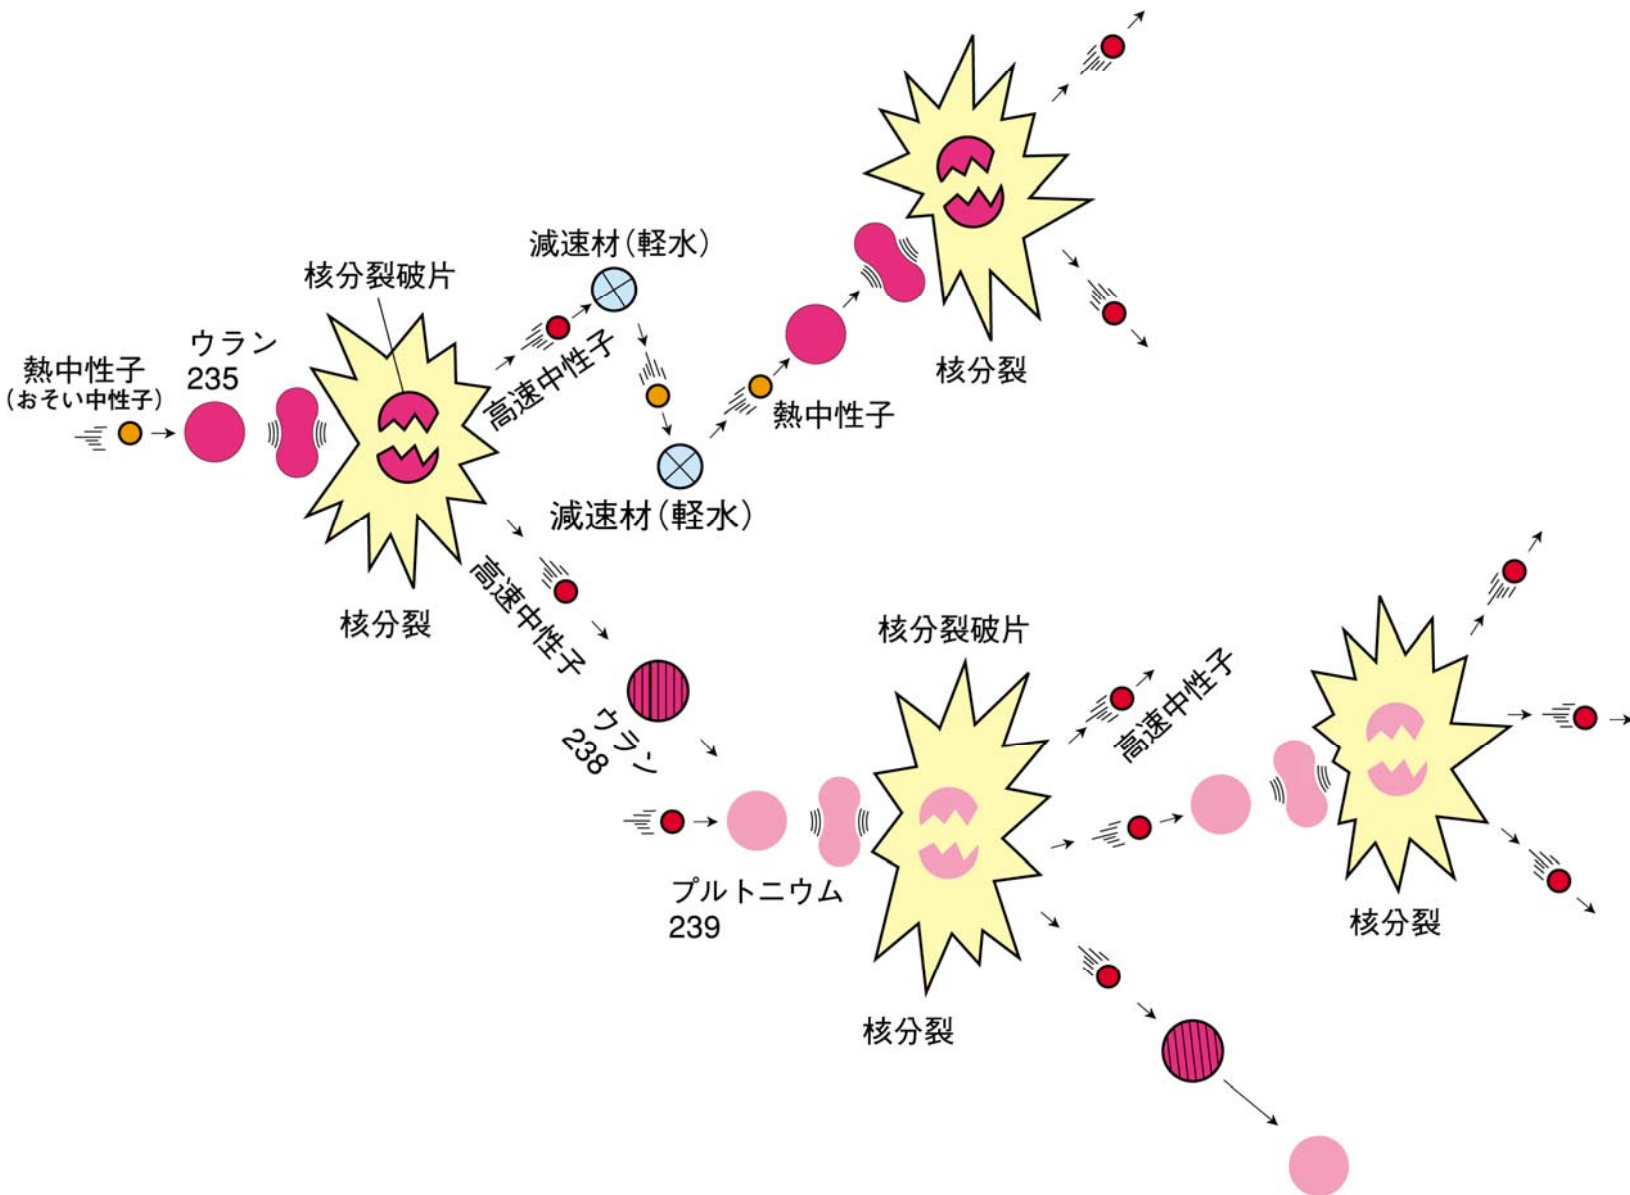 熱中性子
(おそい中性子)
ウラン
235
核分裂破片
核分裂
高速中性子
減速材(軽水)
減速材(軽水)
熱中性子
核分裂
高速中性子
ウラン
238
プルトニウム
239
核分裂破片
核分裂
高速中性子
核分裂